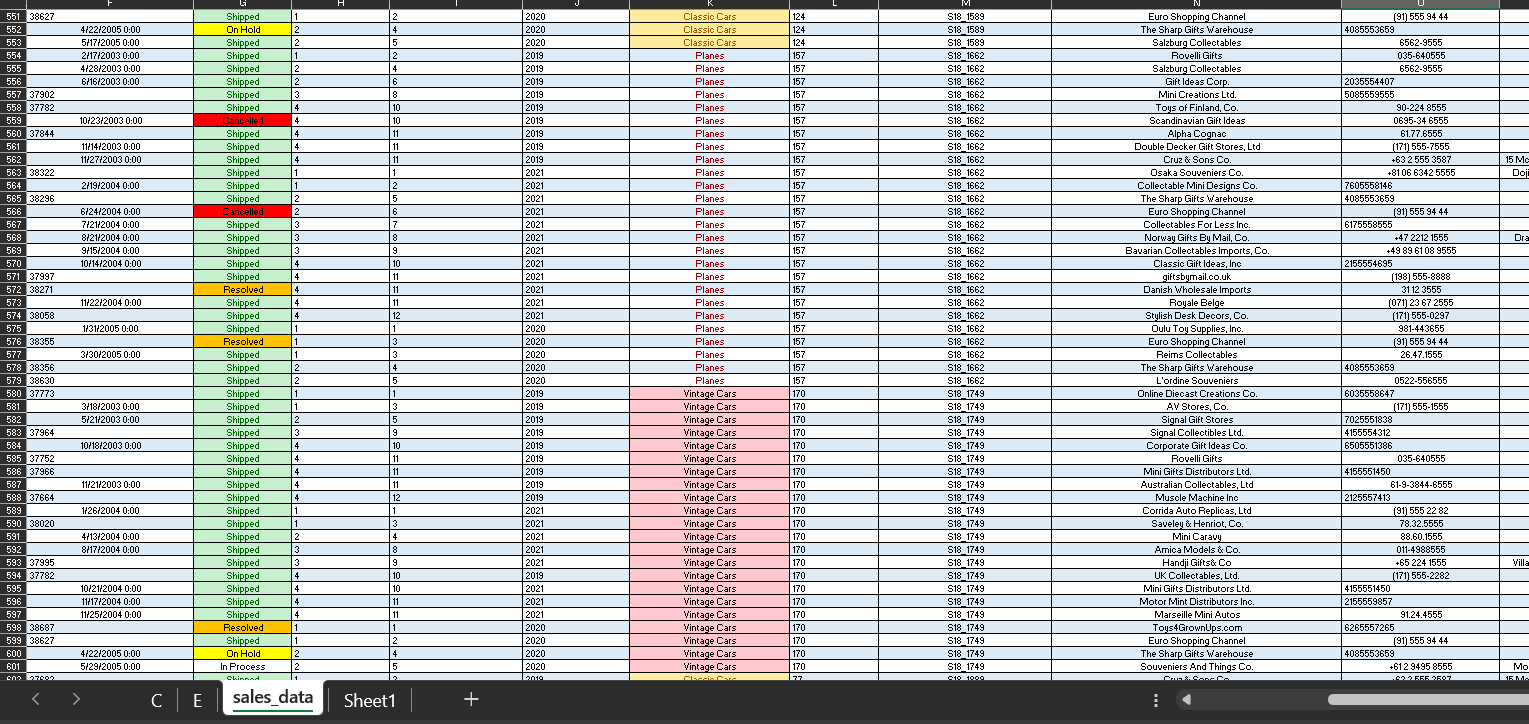 F G H I J K L M N O
551 38627 Shipped 1 2 2020 Classic Cars 124 S18_1589 Euro Shopping Channel (91) 555 94 44
552 4/22/2005 0:00 On Hold 2 4 2020 Classic Cars 124 S18_1589 The Sharp Gifts Warehouse 4085553659
553 5/17/2005 0:00 Shipped 2 5 2020 Classic Cars 124 S18_1589 Salzburg Collectables 6562-9555
554 2/17/2003 0:00 Shipped 1 2 2019 Planes 157 S18_1662 Rovelli Gifts 035-640555
555 4/28/2003 0:00 Shipped 2 4 2019 Planes 157 S18_1662 Salzburg Collectables 6562-9555
556 6/16/2003 0:00 Shipped 2 6 2019 Planes 157 S18_1662 Gift Ideas Corp. 2035554407
557 37902 Shipped 3 8 2019 Planes 157 S18_1662 Mini Creations Ltd. 5085559555
558 37782 Shipped 4 10 2019 Planes 157 S18_1662 Toys of Finland, Co. 90-224 8555
559 10/23/2003 0:00 Cancelled 4 10 2019 Planes 157 S18_1662 Scandinavian Gift Ideas 0695-34 6555
560 37844 Shipped 4 11 2019 Planes 157 S18_1662 Alpha Cognac 61.77.6555
561 11/14/2003 0:00 Shipped 4 11 2019 Planes 157 S18_1662 Double Decker Gift Stores, Ltd (171) 555-7555
562 11/27/2003 0:00 Shipped 4 11 2019 Planes 157 S18_1662 Cruz & Sons Co. +63 2 555 3587 15 Mc
563 38322 Shipped 1 1 2021 Planes 157 S18_1662 Osaka Souveniers Co. +81 06 6342 5555 Doji
564 2/19/2004 0:00 Shipped 1 2 2021 Planes 157 S18_1662 Collectable Mini Designs Co. 7605558146
565 38296 Shipped 2 5 2021 Planes 157 S18_1662 The Sharp Gifts Warehouse 4085553659
566 6/24/2004 0:00 Cancelled 2 6 2021 Planes 157 S18_1662 Euro Shopping Channel (91) 555 94 44
567 7/21/2004 0:00 Shipped 3 7 2021 Planes 157 S18_1662 Collectables For Less Inc. 6175558555
568 8/21/2004 0:00 Shipped 3 8 2021 Planes 157 S18_1662 Norway Gifts By Mail, Co. +47 2212 1555 Dra
569 9/15/2004 0:00 Shipped 3 9 2021 Planes 157 S18_1662 Bavarian Collectables Imports, Co. +49 89 61 08 9555
570 10/14/2004 0:00 Shipped 4 10 2021 Planes 157 S18_1662 Classic Gift Ideas, Inc 2155554695
571 37997 Shipped 4 11 2021 Planes 157 S18_1662 giftsbymail.co.uk (198) 555-8888
572 38271 Resolved 4 11 2021 Planes 157 S18_1662 Danish Wholesale Imports 31 12 3555
573 11/22/2004 0:00 Shipped 4 11 2021 Planes 157 S18_1662 Royale Belge (071) 23 67 2555
574 38058 Shipped 4 12 2021 Planes 157 S18_1662 Stylish Desk Decors, Co. (171) 555-0297
575 1/31/2005 0:00 Shipped 1 1 2020 Planes 157 S18_1662 Oulu Toy Supplies, Inc. 981-443655
576 38355 Resolved 1 3 2020 Planes 157 S18_1662 Euro Shopping Channel (91) 555 94 44
577 3/30/2005 0:00 Shipped 1 3 2020 Planes 157 S18_1662 Reims Collectables 26.47.1555
578 38356 Shipped 2 4 2020 Planes 157 S18_1662 The Sharp Gifts Warehouse 4085553659
579 38630 Shipped 2 5 2020 Planes 157 S18_1662 L'ordine Souveniers 0522-556555
580 37773 Shipped 1 1 2019 Vintage Cars 170 S18_1749 Online Diecast Creations Co. 6035558647
581 3/18/2003 0:00 Shipped 1 3 2019 Vintage Cars 170 S18_1749 AV Stores, Co. (171) 555-1555
582 5/21/2003 0:00 Shipped 2 5 2019 Vintage Cars 170 S18_1749 Signal Gift Stores 7025551838
583 37964 Shipped 3 9 2019 Vintage Cars 170 S18_1749 Signal Collectibles Ltd. 4155554312
584 10/18/2003 0:00 Shipped 4 10 2019 Vintage Cars 170 S18_1749 Corporate Gift Ideas Co. 6505551386
585 37752 Shipped 4 11 2019 Vintage Cars 170 S18_1749 Rovelli Gifts 035-640555
586 37966 Shipped 4 11 2019 Vintage Cars 170 S18_1749 Mini Gifts Distributors Ltd. 4155551450
587 11/21/2003 0:00 Shipped 4 11 2019 Vintage Cars 170 S18_1749 Australian Collectables, Ltd 61-9-3844-6555
588 37664 Shipped 4 12 2019 Vintage Cars 170 S18_1749 Muscle Machine Inc 2125557413
589 1/26/2004 0:00 Shipped 1 1 2021 Vintage Cars 170 S18_1749 Corrida Auto Replicas, Ltd (91) 555 22 82
590 38020 Shipped 1 3 2021 Vintage Cars 170 S18_1749 Saveley & Henriot, Co. 78.32.5555
591 4/13/2004 0:00 Shipped 2 4 2021 Vintage Cars 170 S18_1749 Mini Caravy 88.60.1555
592 8/17/2004 0:00 Shipped 3 8 2021 Vintage Cars 170 S18_1749 Amica Models & Co. 011-4988555
593 37995 Shipped 3 9 2021 Vintage Cars 170 S18_1749 Handji Gifts& Co +65 224 1555 Villa
594 37782 Shipped 4 10 2019 Vintage Cars 170 S18_1749 UK Collectables, Ltd. (171) 555-2282
595 10/21/2004 0:00 Shipped 4 10 2021 Vintage Cars 170 S18_1749 Mini Gifts Distributors Ltd. 4155551450
596 11/17/2004 0:00 Shipped 4 11 2021 Vintage Cars 170 S18_1749 Motor Mint Distributors Inc. 2155559857
597 11/25/2004 0:00 Shipped 4 11 2021 Vintage Cars 170 S18_1749 Marseille Mini Autos 91.24.4555
598 38687 Resolved 1 1 2020 Vintage Cars 170 S18_1749 Toys4GrownUps.com 6265557265
599 38627 Shipped 1 2 2020 Vintage Cars 170 S18_1749 Euro Shopping Channel (91) 555 94 44
600 4/22/2005 0:00 On Hold 2 4 2020 Vintage Cars 170 S18_1749 The Sharp Gifts Warehouse 4085553659
601 5/29/2005 0:00 In Process 2 5 2020 Vintage Cars 170 S18_1749 Souveniers And Things Co. +61 2 9495 8555 Mo
602 37682 Shipped 1 2 2019 Classic Cars 77 S18_1889 Cruz & Sons Co. +63 2 555 3587 15 Mc
C E sales_data Sheet1 +